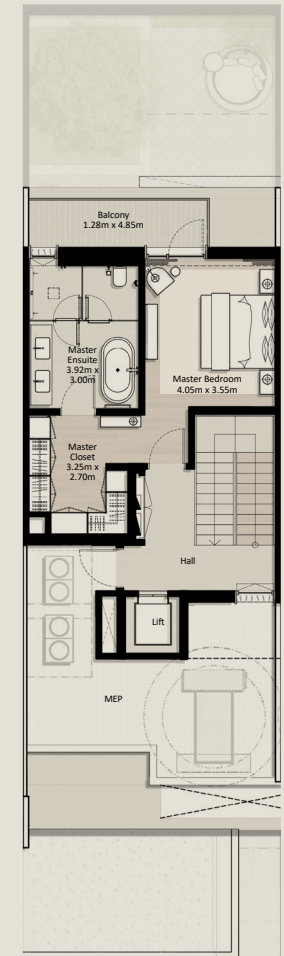 Balcony
1.28m x 4.85m
Master
Ensuite
3.92m x
3.00m
Master Bedroom
4.05m x 3.55m
Master
Closet
3.25m x
2.70m
Hall
Lift
MEP